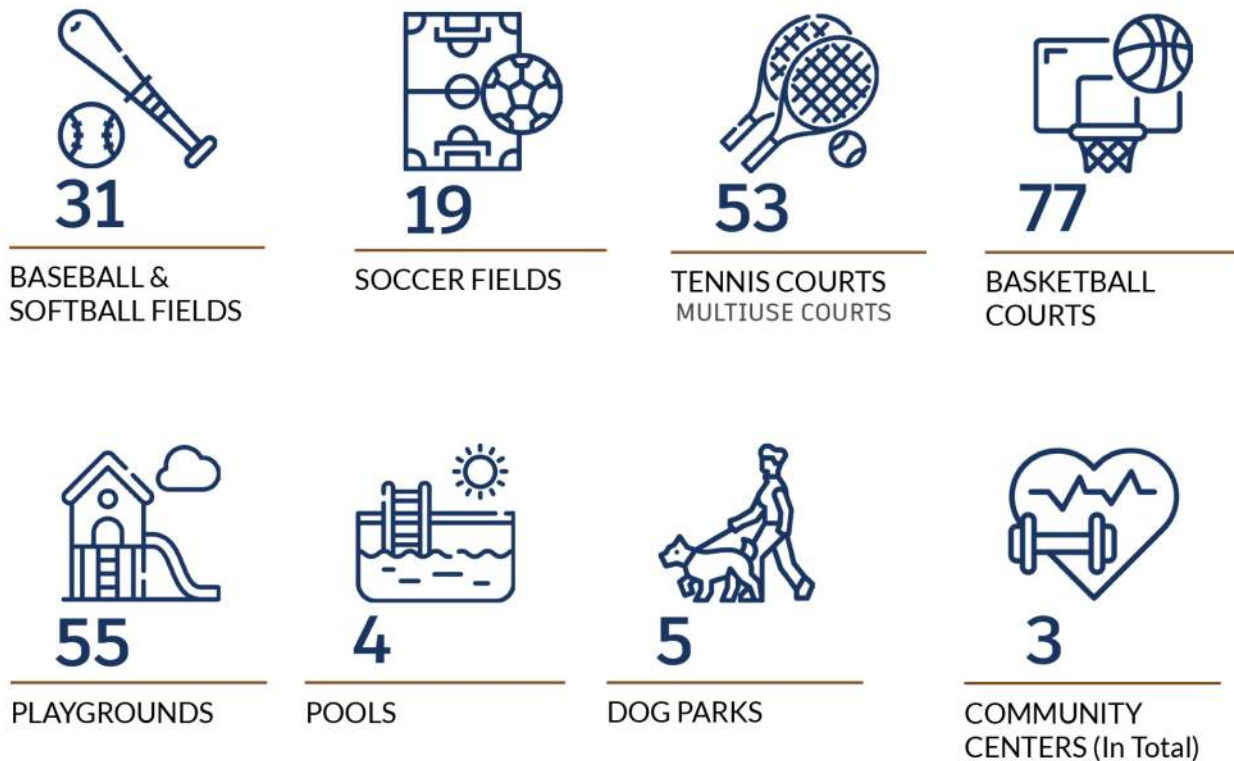 31
BASEBALL &
SOFTBALL FIELDS
19
SOCCER FIELDS
53
TENNIS COURTS
MULTIUSE COURTS
77
BASKETBALL
COURTS
55
PLAYGROUNDS
4
POOLS
5
DOG PARKS
3
COMMUNITY
CENTERS (In Total)